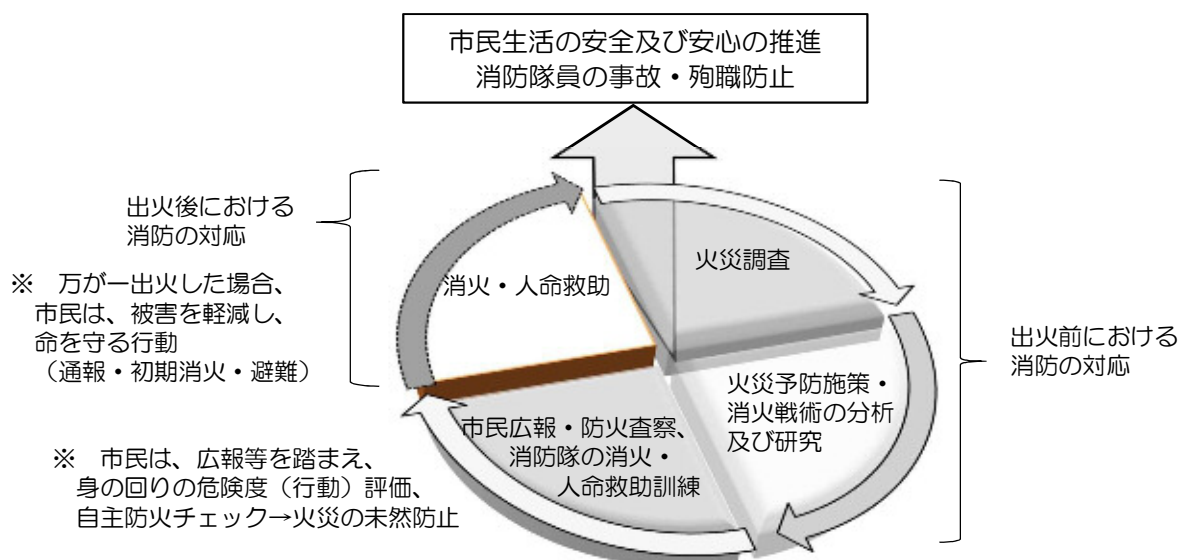 市民生活の安全及び安心の推進
消防隊員の事故・殉職防止
出火後における
消防の対応
※ 万が一出火した場合、
市民は、被害を軽減し、
命を守る行動
（通報・初期消火・避難）
消火・人命救助
火災調査
出火前における
消防の対応
火災予防施策・
消火戦術の分析
及び研究
市民広報・防火査察、
消防隊の消火・
人命救助訓練
※ 市民は、広報等を踏まえ、
身の回りの危険度（行動）評価、
自主防火チェック→火災の未然防止